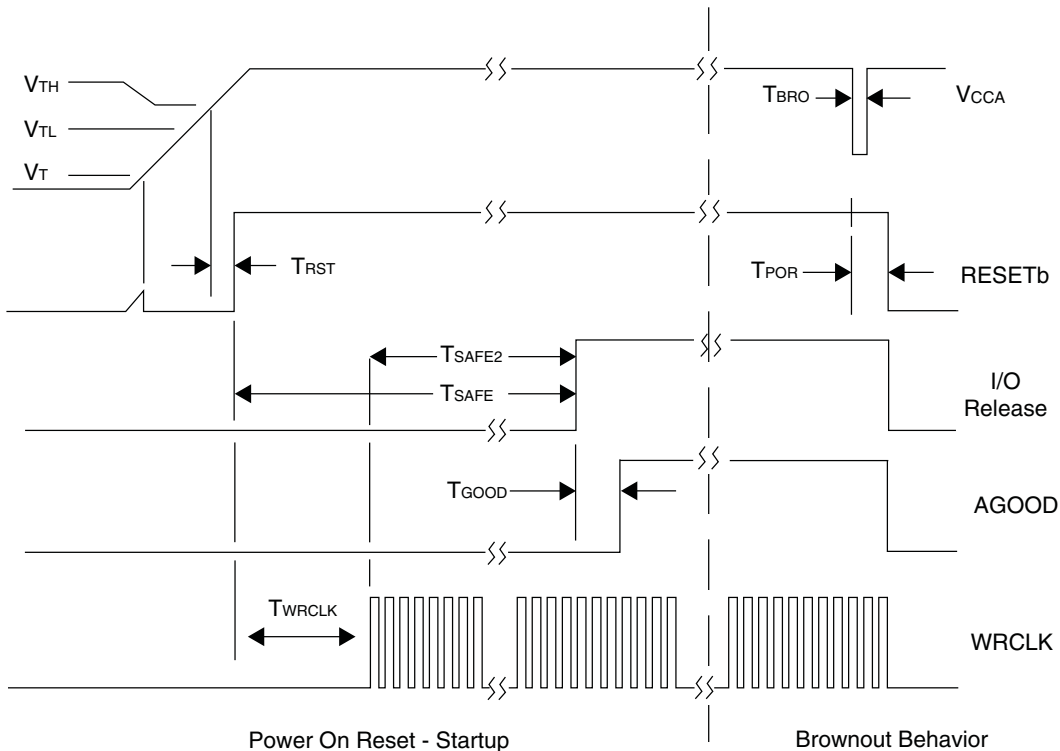 VTH
VTL
VT
TBRO
VCCA
TRST
TPOR
RESETb
TSAFE2
TSAFE
I/O
Release
TGOOD
AGOOD
TWRCLK
WRCLK
Power On Reset - Startup
Brownout Behavior